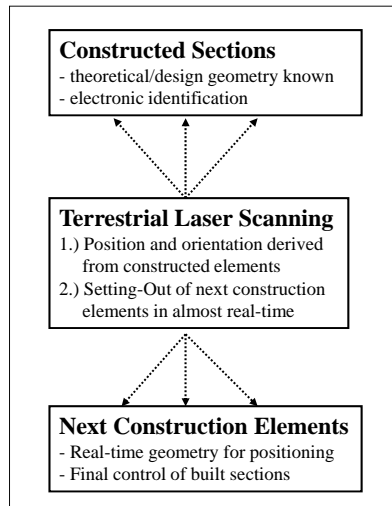 Constructed Sections
- theoretical/design geometry known
- electronic identification
Terrestrial Laser Scanning
1.) Position and orientation derived
from constructed elements
2.) Setting-Out of next construction
elements in almost real-time
Next Construction Elements
- Real-time geometry for positioning
- Final control of built sections